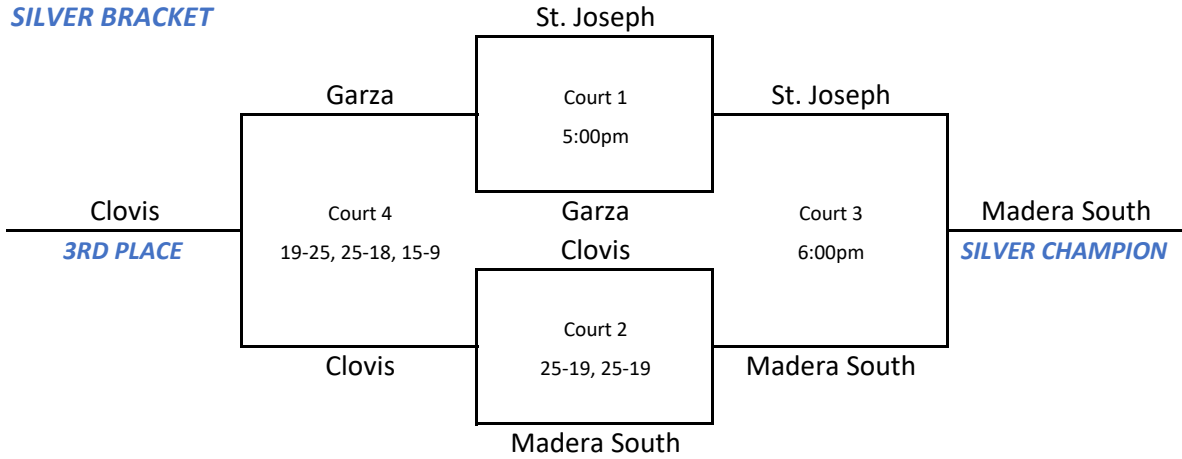 SILVER BRACKET
St. Joseph
Garza
Court 1
St. Joseph
5:00pm
Clovis
Court 4
Garza
Court 3
Madera South
3RD PLACE
19-25, 25-18, 15-9
Clovis
6:00pm
SILVER CHAMPION
Court 2
Clovis
25-19, 25-19
Madera South
Madera South